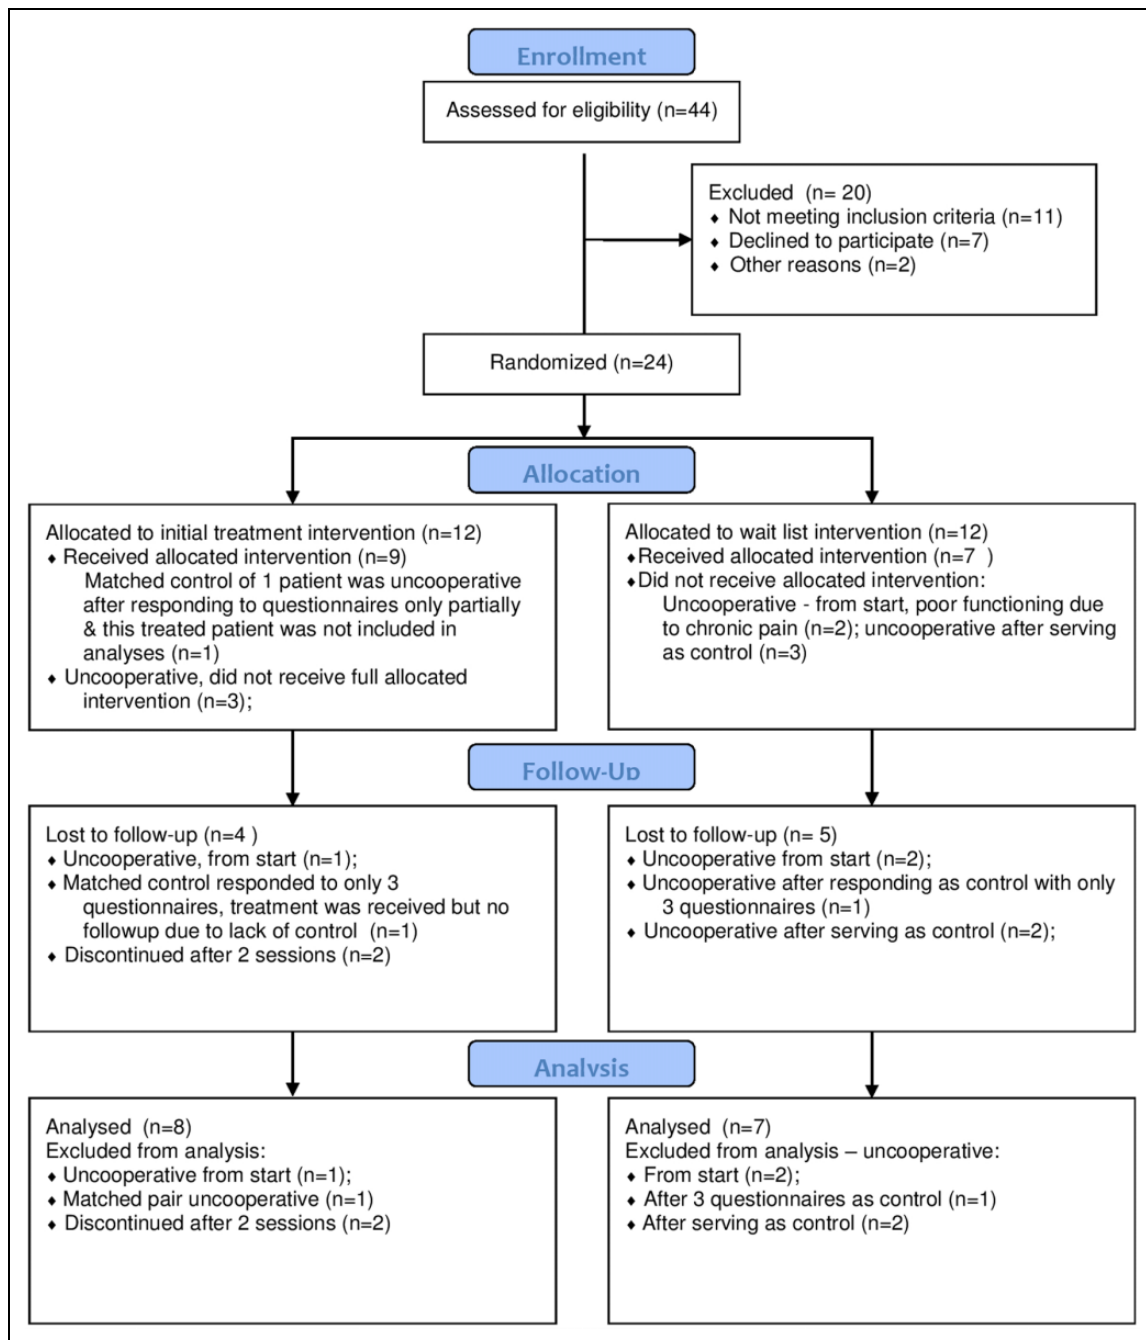 Enrollment
Assessed for eligibility (n=44)
Excluded (n= 20)
♦ Not meeting inclusion criteria (n=11)
♦ Declined to participate (n=7)
♦ Other reasons (n=2)
Randomized (n=24)
Allocation
Allocated to initial treatment intervention (n=12)
♦ Received allocated intervention (n=9)
Matched control of 1 patient was uncooperative
after responding to questionnaires only partially
& this treated patient was not included in
analyses (n=1)
♦ Uncooperative, did not receive full allocated
intervention (n=3);
Allocated to wait list intervention (n=12)
♦Received allocated intervention (n=7 )
♦Did not receive allocated intervention:
Uncooperative - from start, poor functioning due
to chronic pain (n=2); uncooperative after serving
as control (n=3)
Follow-Up
Lost to follow-up (n=4 )
♦ Uncooperative, from start (n=1);
♦ Matched control responded to only 3
questionnaires, treatment was received but no
followup due to lack of control (n=1)
♦ Discontinued after 2 sessions (n=2)
Lost to follow-up (n= 5)
♦ Uncooperative from start (n=2);
♦ Uncooperative after responding as control with only
3 questionnaires (n=1)
♦ Uncooperative after serving as control (n=2);
Analysis
Analysed (n=8)
Excluded from analysis:
♦ Uncooperative from start (n=1);
♦ Matched pair uncooperative (n=1)
♦ Discontinued after 2 sessions (n=2)
Analysed (n=7)
Excluded from analysis – uncooperative:
♦ From start (n=2);
♦ After 3 questionnaires as control (n=1)
♦ After serving as control (n=2)